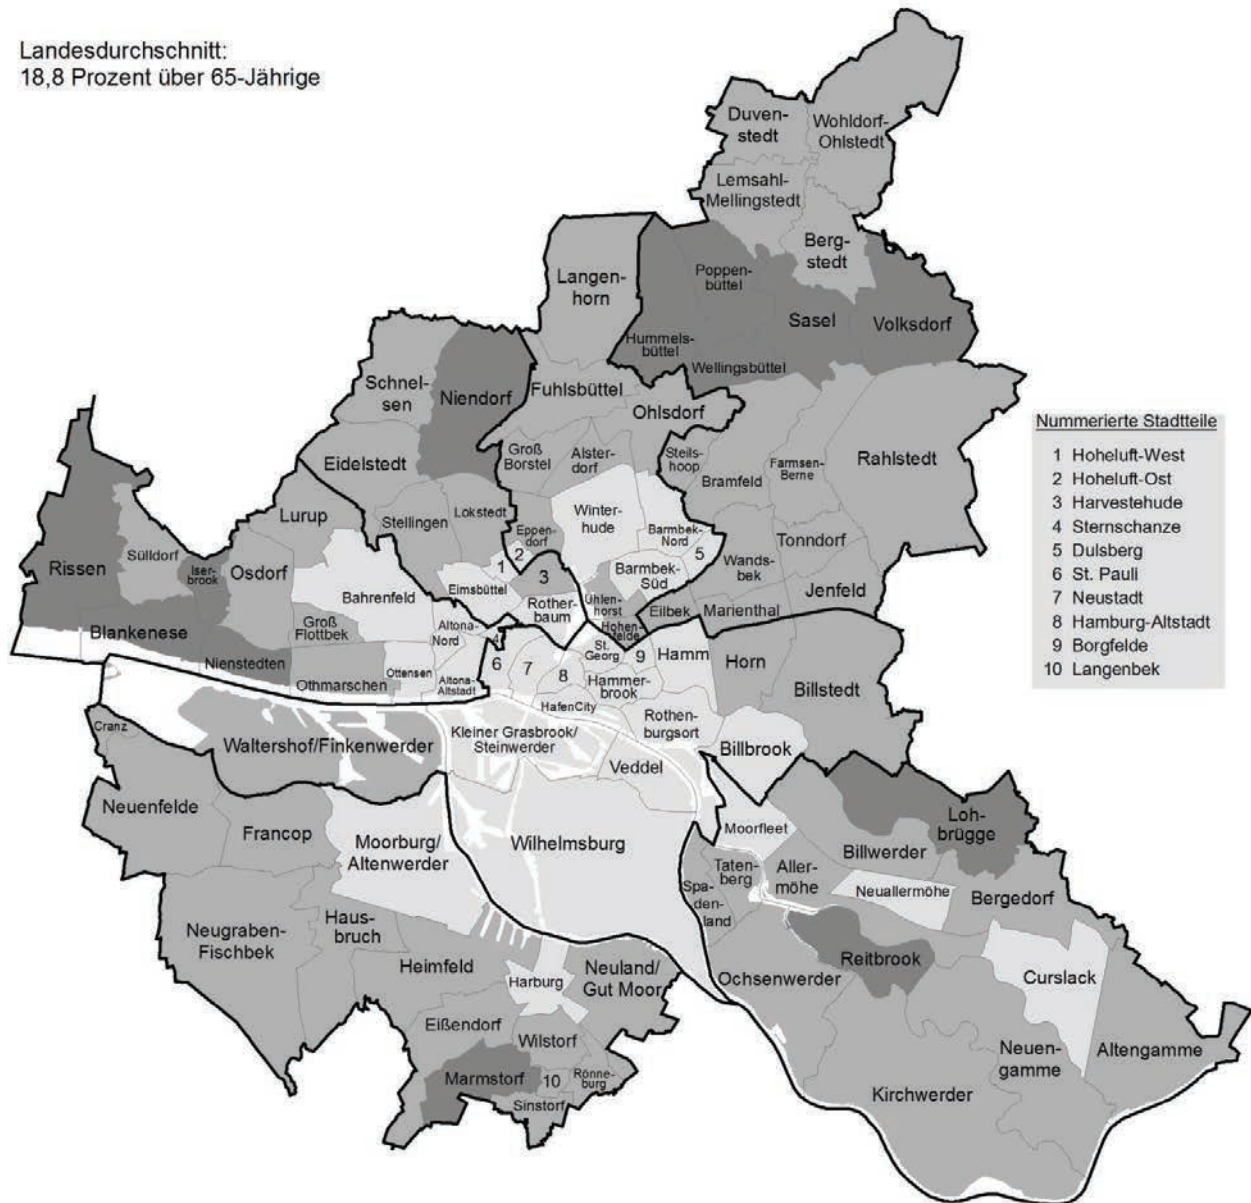 Landesdurchschnitt:
18,8 Prozent über 65-Jährige
Duven-
stedt
Wohldorf-
Ohlstedt
Lemsahl-
Mellingstedt
Berg-
stedt
Poppen-
büttel
Sasel
Volksdorf
Hummels-
büttel
Wellingsbüttel
Langen-
horn
Fuhlsbüttel
Ohlsdorf
Schnel-
sen
Niendorf
Eidelstedt
Groß
Borstel
Alster-
dorf
Steils-
hoop
Bramfeld
Farmsen-
Berne
Rahlstedt
Nummerierte Stadtteile
1 Hoheluft-West
2 Hoheluft-Ost
3 Harvestehude
4 Sternschanze
5 Dulsberg
6 St. Pauli
7 Neustadt
8 Hamburg-Altstadt
9 Borgfelde
10 Langenbek
Lurup
Stellingen
Lokstedt
Eppen-
dorf
Winter-
hude
Barmbek-
Nord
5
Wands-
bek
Tonndorf
Jenfeld
Rissen
Sülldorf
Iser-
brook
Osdorf
Bahrenfeld
Eimsbüttel
1
2
3
Rother-
baum
Barmbek-
Süd
Uhlen-
horst
Eilbek
Marienthal
Hohen-
felde
Blankenese
Groß
Flottbek
Nienstedten
Othmarschen
Ottensen
Altona-
Nord
Altona-
Altstadt
4
6
7
8
St.
Georg
9
Hamm
Horn
Billstedt
Hammer-
brook
HafenCity
Rothen-
burgsort
Billbrook
Cranz
Waltershof/Finkenwerder
Kleiner Grasbrook/
Steinwerder
Veddel
Neuenfelde
Francop
Moorburg/
Altenwerder
Wilhelmsburg
Moorfleet
Billwerder
Loh-
brügge
Taten-
berg
Aller-
möhe
Neuallermöhe
Bergedorf
Spa-
denland
Neugraben-
Fischbek
Haus-
bruch
Heimfeld
Harburg
Neuland/
Gut Moor
Ochsenwerder
Reitbrook
Curslack
Eißendorf
Wilstorf
Marmstorf
10
Rönne-
burg
Sinstorf
Kirchwerder
Neuen-
gamme
Altengamme